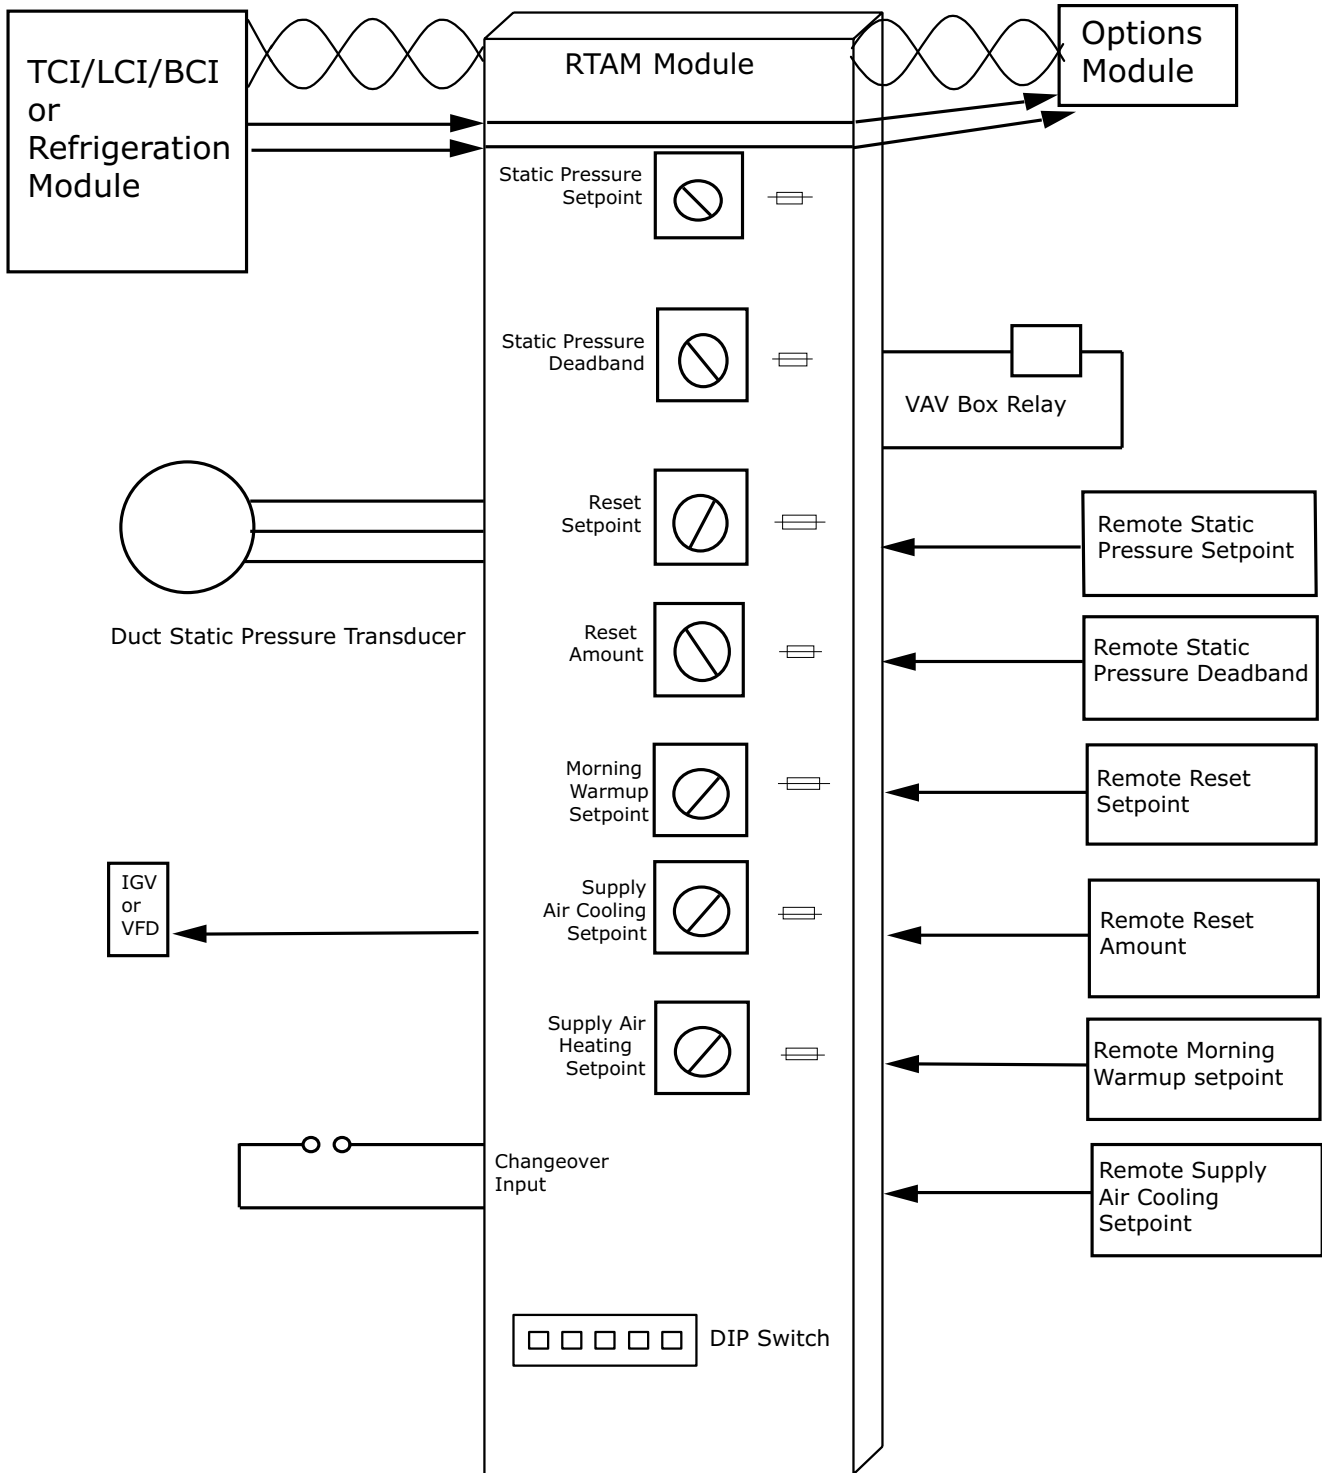 TCI/LCI/BCI
or
Refrigeration
Module
RTAM Module
Options
Module
Static Pressure
Setpoint
Static Pressure
Deadband
VAV Box Relay
Reset
Setpoint
Remote Static
Pressure Setpoint
Duct Static Pressure Transducer
Reset
Amount
Remote Static
Pressure Deadband
Morning
Warmup
Setpoint
Remote Reset
Setpoint
IGV
or
VFD
Supply
Air Cooling
Setpoint
Remote Reset
Amount
Supply Air
Heating
Setpoint
Remote Morning
Warmup setpoint
Changeover
Input
Remote Supply
Air Cooling
Setpoint
DIP Switch